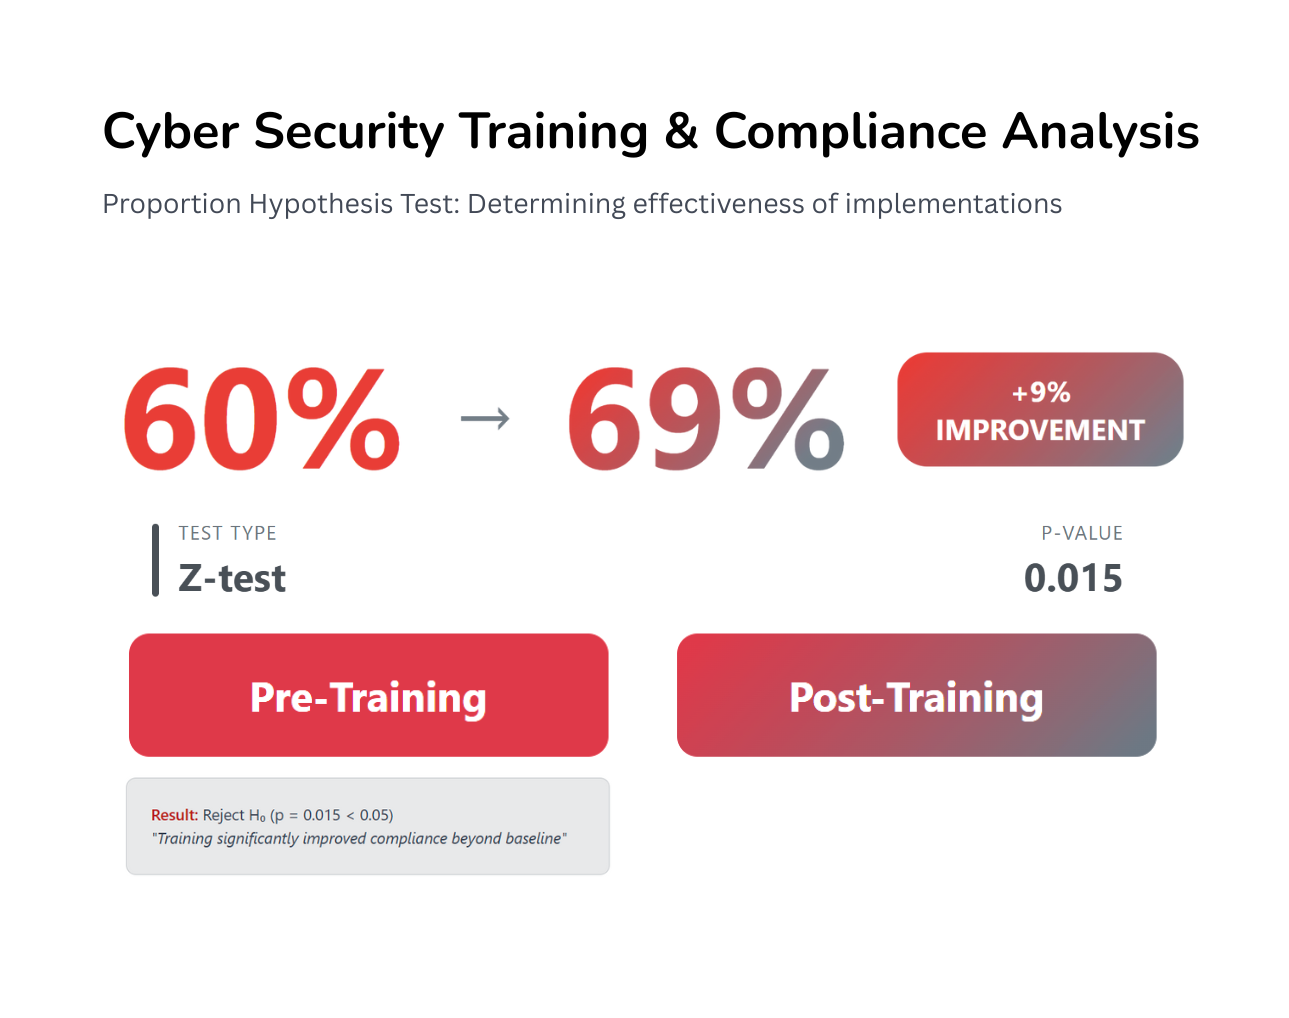 Cyber Security Training & Compliance Analysis
Proportion Hypothesis Test: Determining effectiveness of implementations
60% → 69%
+9%
IMPROVEMENT
TEST TYPE
Z-test
P-VALUE
0.015
Pre-Training
Post-Training
Result: Reject H₀ (p = 0.015 < 0.05)
"Training significantly improved compliance beyond baseline"